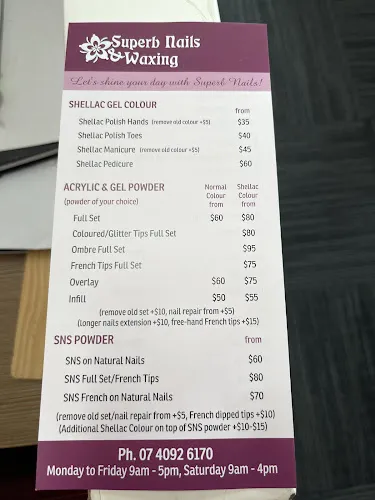 Superb Nails
& Waxing
Let's shine your day with Superb Nails!
SHELLAC GEL COLOUR from
Shellac Polish Hands (remove old colour +$5) $35
Shellac Polish Toes $40
Shellac Manicure (remove old colour +$5) $45
Shellac Pedicure $60
ACRYLIC & GEL POWDER Normal Shellac
(powder of your choice) Colour Colour
from from
Full Set $60 $80
Coloured/Glitter Tips Full Set $80
Ombre Full Set $95
French Tips Full Set $75
Overlay $60 $75
Infill $50 $55
(remove old set +$10, nail repair from +$5)
(Longer nails extension +$10, free-hand French tips +$15)
SNS POWDER from
SNS on Natural Nails $60
SNS Full Set/French Tips $80
SNS French on Natural Nails $70
(remove old set/nail repair from +$5, French dipped tips +$10)
(Additional Shellac Colour on top of SNS powder +$10-$15)
Ph. 07 4092 6170
Monday to Friday 9am - 5pm, Saturday 9am - 4pm